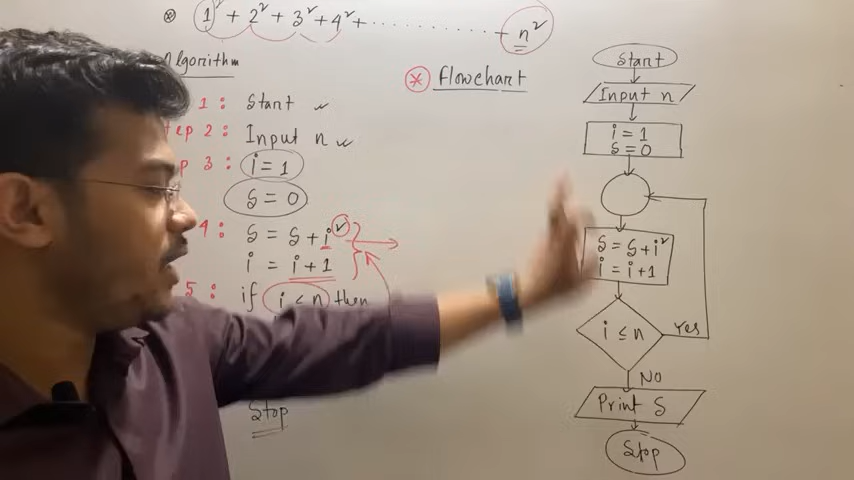 1² + 2² + 3² + 4² + ................ + n²
Algorithm
1 : Start
tep 2 : Input n
p 3 : i = 1
S = 0
4 : S = S + i²
i = i + 1
5 : if i ≤ n then
Stop
* Flowchart
Start
Input n
i = 1
S = 0
S = S + i²
i = i + 1
i ≤ n
Yes
NO
Print S
Stop